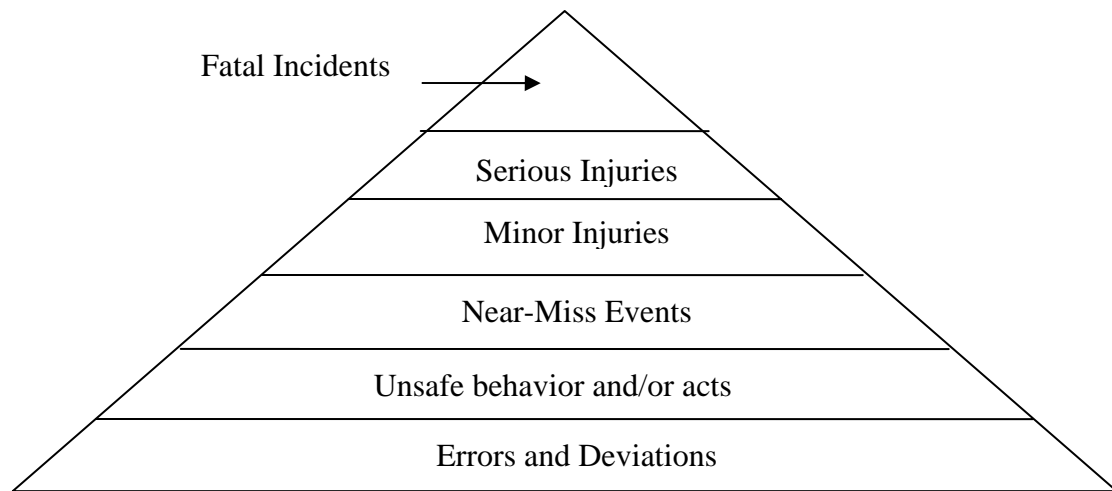 Fatal Incidents
Serious Injuries
Minor Injuries
Near-Miss Events
Unsafe behavior and/or acts
Errors and Deviations